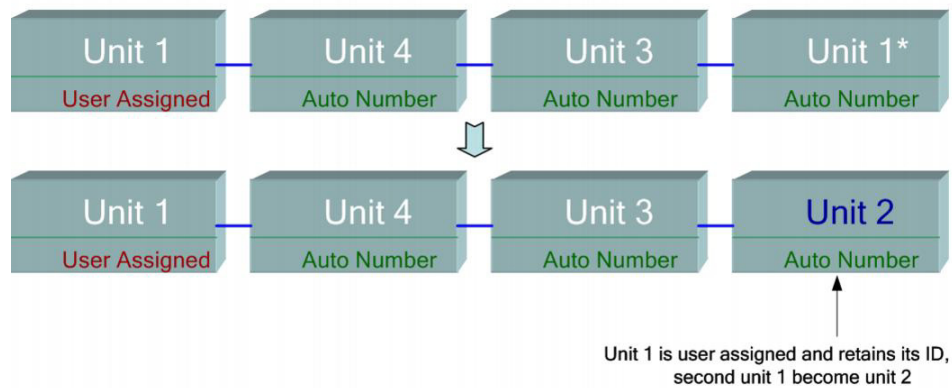 Unit 1 Unit 4 Unit 3 Unit 1*
User Assigned Auto Number Auto Number Auto Number
Unit 1 Unit 4 Unit 3 Unit 2
User Assigned Auto Number Auto Number Auto Number
Unit 1 is user assigned and retains its ID,
second unit 1 become unit 2